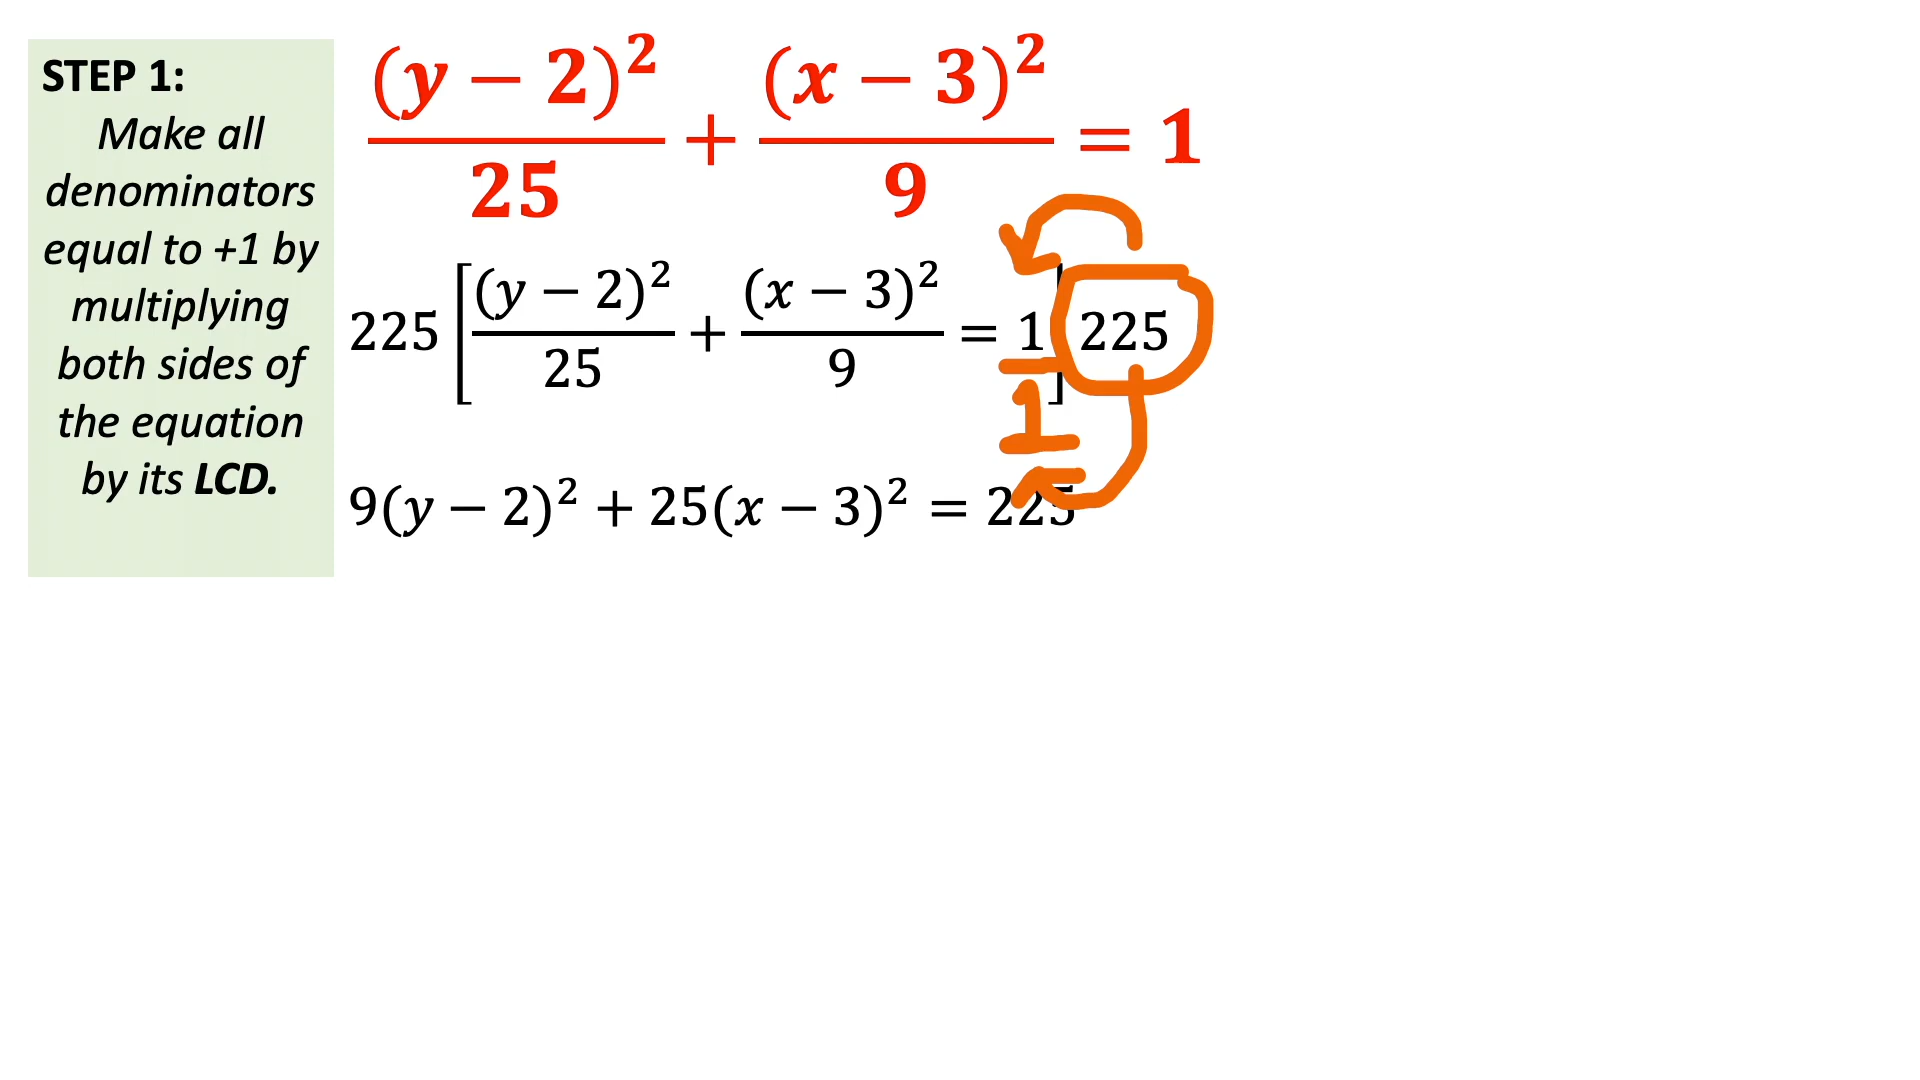 STEP 1:
Make all
denominators
equal to +1 by
multiplying
both sides of
the equation
by its LCD.
(y − 2)²/25 + (x − 3)²/9 = 1
225 [(y − 2)²/25 + (x − 3)²/9 = 1] 225
1
9(y − 2)² + 25(x − 3)² = 225